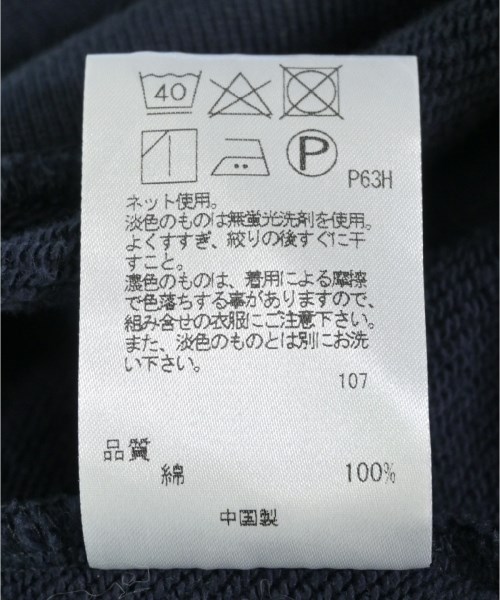 40
P
P63H
ネット使用。
淡色のものは無蛍光洗剤を使用。
よくすすぎ、絞りの後すぐに干
すこと。
濃色のものは、着用による摩擦
で色落ちする事がありますので、
組み合せの衣服にご注意下さい。
また、淡色のものとは別にお洗
い下さい。
107
品質
綿 100%
中国製